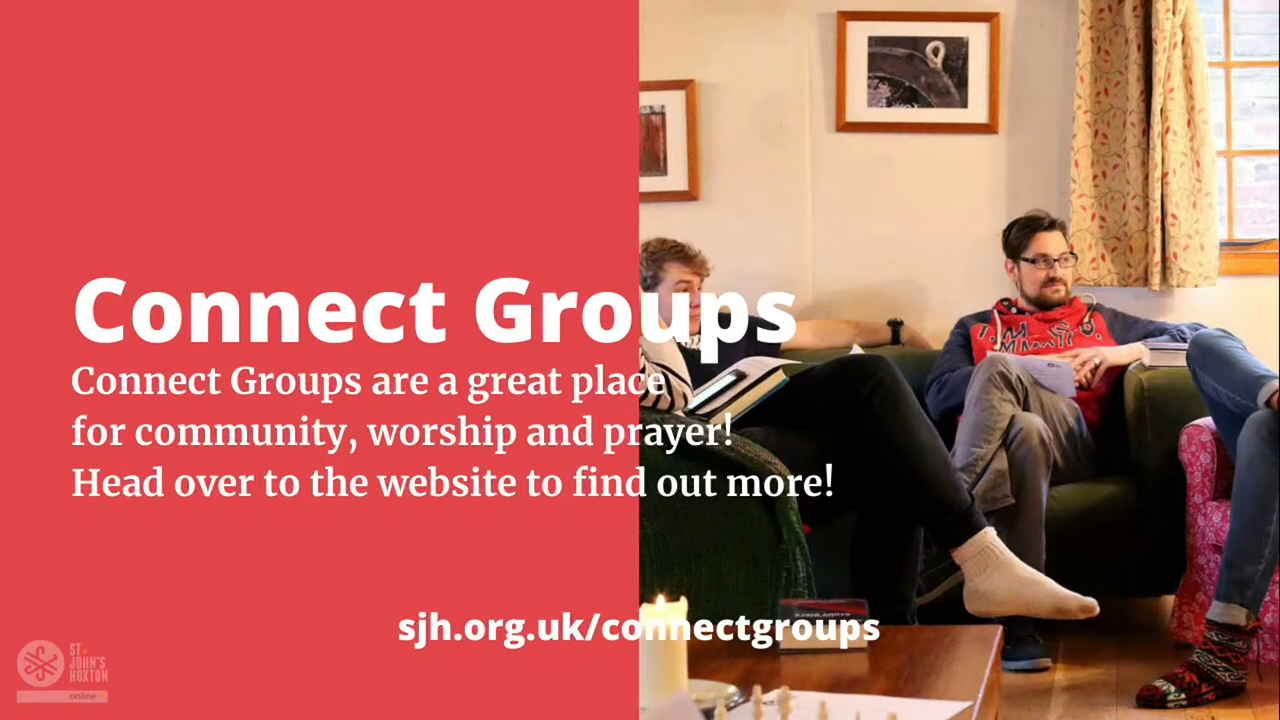 Connect Groups
Connect Groups are a great place
for community, worship and prayer!
Head over to the website to find out more!
sjh.org.uk/connectgroups
ST
JOHN'S
HOXTON
online